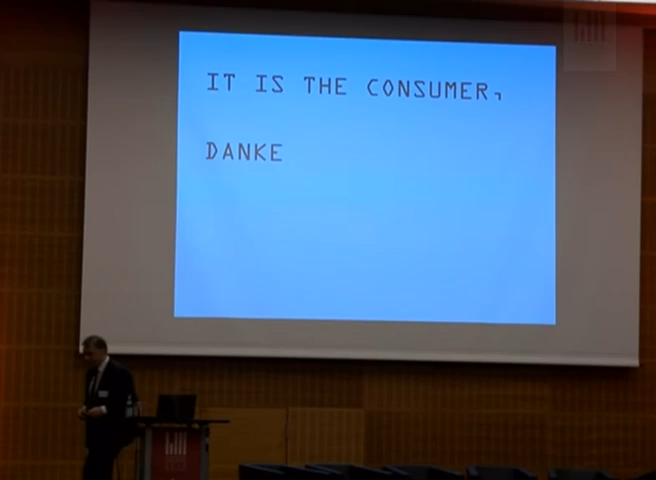 IT IS THE CONSUMER,
DANKE